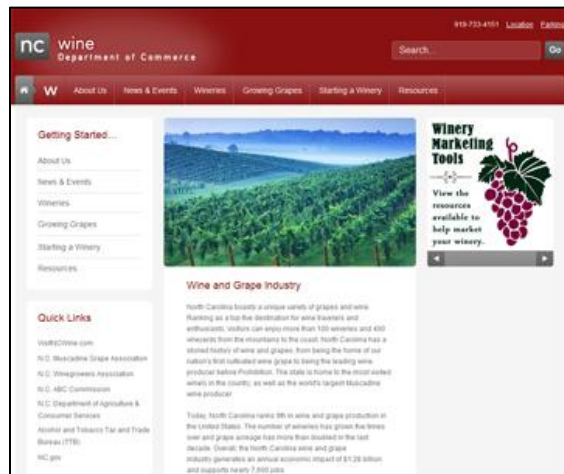 919-733-4151 Location Parking
nc wine
Department of Commerce
Search...
Go
W About Us News & Events Wineries Growing Grapes Starting a Winery Resources
Getting Started...
About Us
News & Events
Wineries
Growing Grapes
Starting a Winery
Resources
Quick Links
VisitNCWine.com
N.C. Muscadine Grape Association
N.C. Winegrowers Association
N.C. ABC Commission
N.C. Department of Agriculture &
Consumer Services
Alcohol and Tobacco Tax and Trade
Bureau (TTB)
NC.gov
Wine and Grape Industry
North Carolina boasts a unique variety of grapes and wine.
Ranking as a top five destination for wine travelers and
enthusiasts, visitors can enjoy more than 100 wineries and 400
vineyards from the mountains to the coast. North Carolina has a
storied history of wine and grapes, from being the home of our
nation's first cultivated wine grape to being the leading wine
producer before Prohibition. The state is home to the most visited
winery in the country, as well as the world's largest Muscadine
wine producer.
Today, North Carolina ranks 9th in wine and grape production in
the United States. The number of wineries has grown five times
over and grape acreage has more than doubled in the last
decade. Overall, the North Carolina wine and grape
industry generates an annual economic impact of $1.28 billion
and supports nearly 7,600 jobs
Winery
Marketing
Tools
View the
resources
available to
help market
your winery.